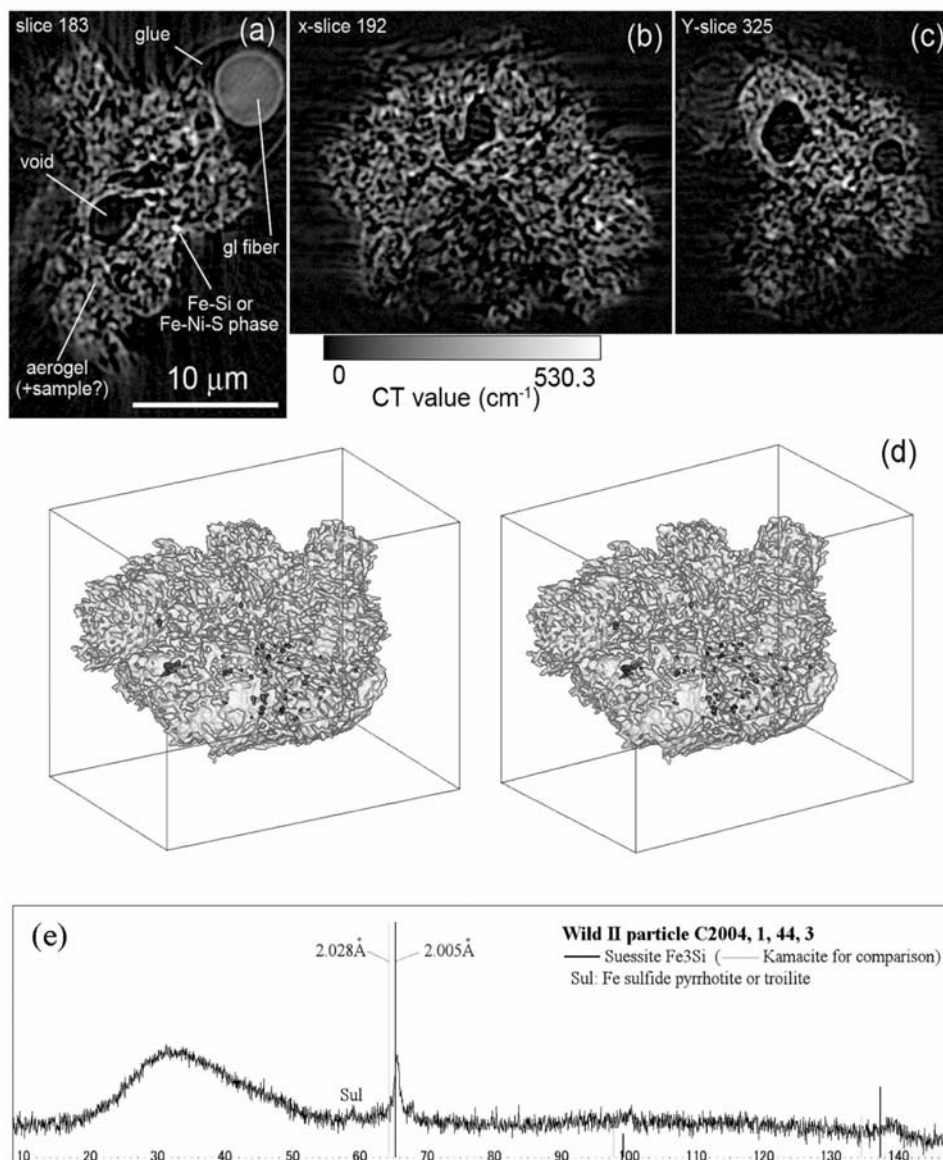 slice 183
(a)
glue
void
gl fiber
Fe-Si or
Fe-Ni-S phase
aerogel
(+sample?)
10 µm
x-slice 192
(b)
Y-slice 325
(c)
0
530.3
CT value (cm⁻¹)
(d)
(e)
2.028Å
2.005Å
Wild II particle C2004, 1, 44, 3
Suessite Fe3Si ( Kamacite for comparison)
Sul: Fe sulfide pyrrhotite or troilite
Sul
10 20 30 40 50 60 70 80 90 100 110 120 130 140